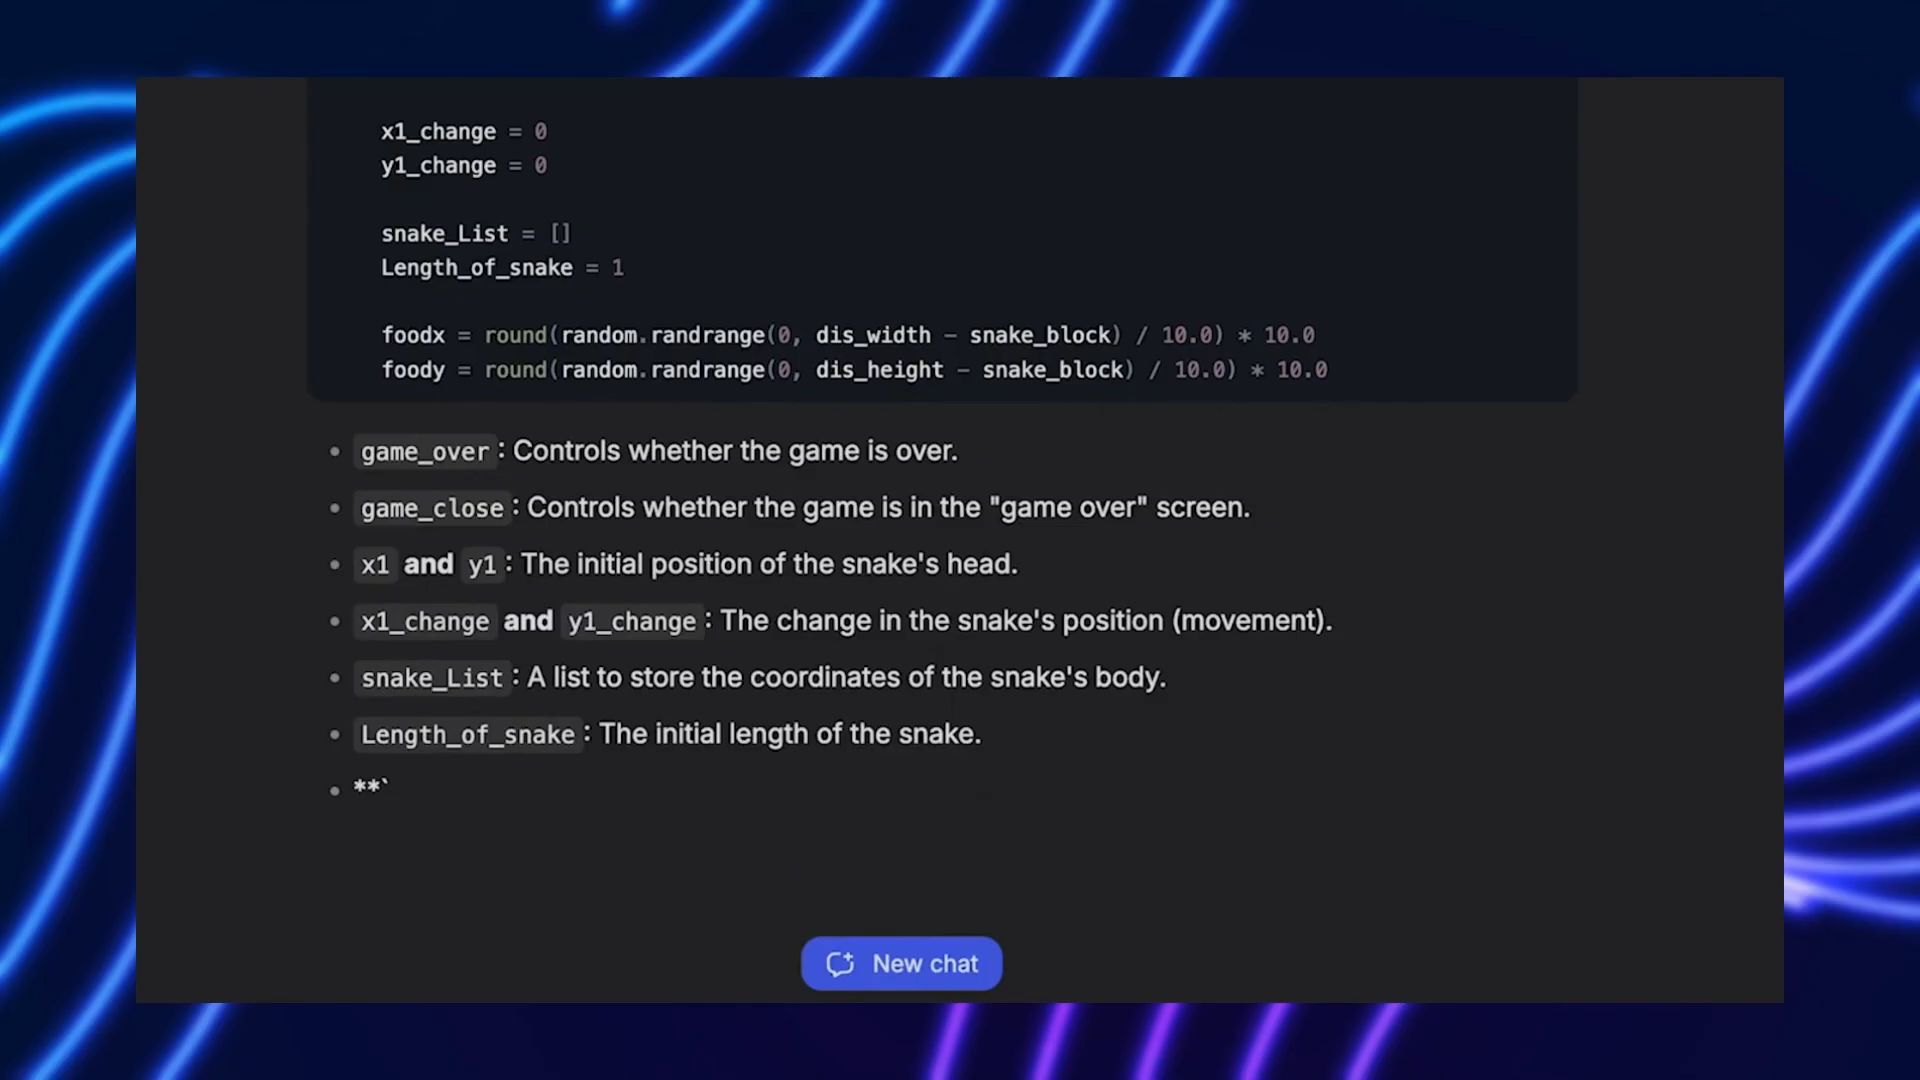 x1_change = 0
y1_change = 0
snake_List = []
Length_of_snake = 1
foodx = round(random.randrange(0, dis_width - snake_block) / 10.0) * 10.0
foody = round(random.randrange(0, dis_height - snake_block) / 10.0) * 10.0
• game_over: Controls whether the game is over.
• game_close: Controls whether the game is in the "game over" screen.
• x1 and y1: The initial position of the snake's head.
• x1_change and y1_change: The change in the snake's position (movement).
• snake_List: A list to store the coordinates of the snake's body.
• Length_of_snake: The initial length of the snake.
• **`
New chat